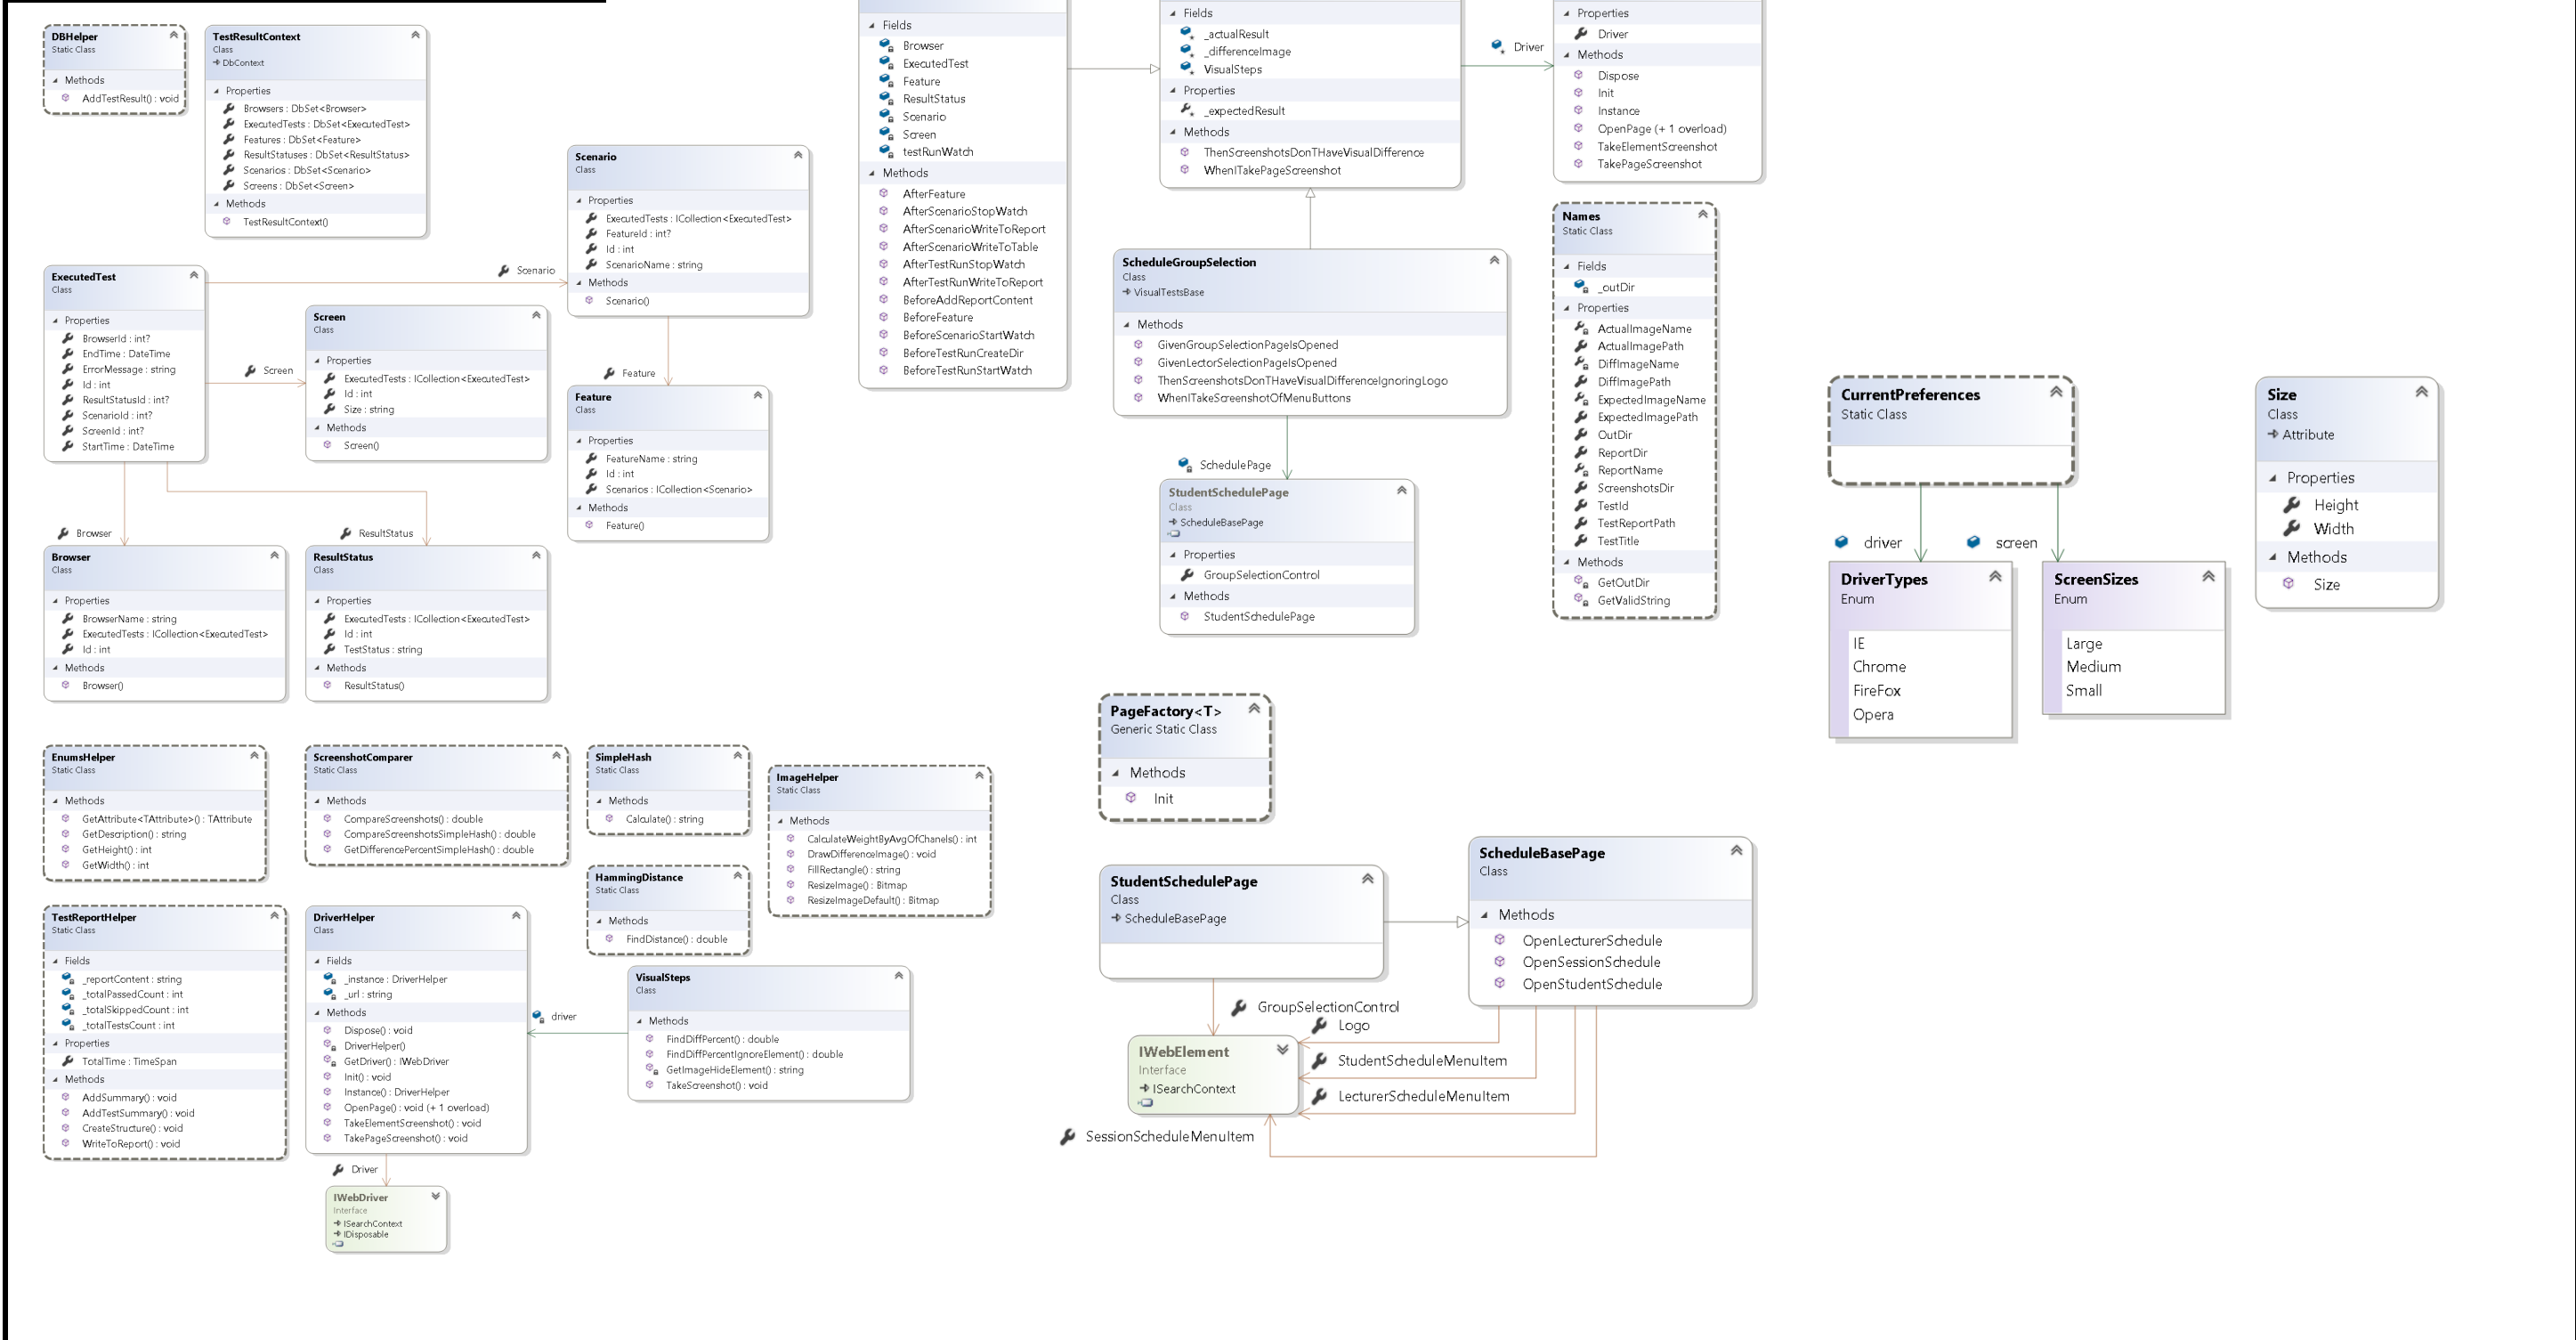 DBHelper
Static Class
Methods
AddTestResult() : void
TestResultContext
Class
DbContext
Properties
Browsers : DbSet<Browser>
ExecutedTests : DbSet<ExecutedTest>
Features : DbSet<Feature>
ResultStatuses : DbSet<ResultStatus>
Scenarios : DbSet<Scenario>
Screens : DbSet<Screen>
Methods
TestResultContext()
ExecutedTest
Class
Properties
BrowserId : int?
EndTime : DateTime
ErrorMessage : string
Id : int
ResultStatusId : int?
ScenarioId : int?
ScreenId : int?
StartTime : DateTime
Scenario
Screen
Browser
ResultStatus
Scenario
Class
Properties
ExecutedTests : ICollection<ExecutedTest>
FeatureId : int?
Id : int
ScenarioName : string
Methods
Scenario()
Feature
Screen
Class
Properties
ExecutedTests : ICollection<ExecutedTest>
Id : int
Size : string
Methods
Screen()
Feature
Class
Properties
FeatureName : string
Id : int
Scenarios : ICollection<Scenario>
Methods
Feature()
Browser
Class
Properties
BrowserName : string
ExecutedTests : ICollection<ExecutedTest>
Id : int
Methods
Browser()
ResultStatus
Class
Properties
ExecutedTests : ICollection<ExecutedTest>
Id : int
TestStatus : string
Methods
ResultStatus()
EnumsHelper
Static Class
Methods
GetAttribute<TAttribute>() : TAttribute
GetDescription() : string
GetHeight() : int
GetWidth() : int
ScreenshotComparer
Static Class
Methods
CompareScreenshots() : double
CompareScreenshotsSimpleHash() : double
GetDifferencePercentSimpleHash() : double
SimpleHash
Static Class
Methods
Calculate() : string
ImageHelper
Static Class
Methods
CalculateWeightByAvgOfChanels() : int
DrawDifferenceImage() : void
FillRectangle() : string
ResizeImage() : Bitmap
ResizeImageDefault() : Bitmap
HammingDistance
Static Class
Methods
FindDistance() : double
TestReportHelper
Static Class
Fields
_reportContent : string
_totalPassedCount : int
_totalSkippedCount : int
_totalTestsCount : int
Properties
TotalTime : TimeSpan
Methods
AddSummary() : void
AddTestSummary() : void
CreateStructure() : void
WriteToReport() : void
DriverHelper
Class
Fields
_instance : DriverHelper
_url : string
Methods
Dispose() : void
DriverHelper()
GetDriver() : IWebDriver
Init() : void
Instance() : DriverHelper
OpenPage() : void (+ 1 overload)
TakeElementScreenshot() : void
TakePageScreenshot() : void
driver
VisualSteps
Class
Methods
FindDiffPercent() : double
FindDiffPercentIgnoreElement() : double
GetImageHideElement() : string
TakeScreenshot() : void
Driver
IWebDriver
Interface
ISearchContext
IDisposable
Fields
Browser
ExecutedTest
Feature
ResultStatus
Scenario
Screen
testRunWatch
Methods
AfterFeature
AfterScenarioStopWatch
AfterScenarioWriteToReport
AfterScenarioWriteToTable
AfterTestRunStopWatch
AfterTestRunWriteToReport
BeforeAddReportContent
BeforeFeature
BeforeScenarioStartWatch
BeforeTestRunCreateDir
BeforeTestRunStartWatch
Fields
_actualResult
_differenceImage
VisualSteps
Properties
_expectedResult
Methods
ThenScreenshotsDonTHaveVisualDifference
WhenITakePageScreenshot
Driver
Properties
Driver
Methods
Dispose
Init
Instance
OpenPage (+ 1 overload)
TakeElementScreenshot
TakePageScreenshot
ScheduleGroupSelection
Class
VisualTestsBase
Methods
GivenGroupSelectionPageIsOpened
GivenLectorSelectionPageIsOpened
ThenScreenshotsDonTHaveVisualDifferenceIgnoringLogo
WhenITakeScreenshotOfMenuButtons
SchedulePage
StudentSchedulePage
Class
ScheduleBasePage
Properties
GroupSelectionControl
Methods
StudentSchedulePage
Names
Static Class
Fields
_outDir
Properties
ActualImageName
ActualImagePath
DiffImageName
DiffImagePath
ExpectedImageName
ExpectedImagePath
OutDir
ReportDir
ReportName
ScreenshotsDir
TestId
TestReportPath
TestTitle
Methods
GetOutDir
GetValidString
CurrentPreferences
Static Class
driver
screen
DriverTypes
Enum
IE
Chrome
FireFox
Opera
ScreenSizes
Enum
Large
Medium
Small
Size
Class
Attribute
Properties
Height
Width
Methods
Size
PageFactory<T>
Generic Static Class
Methods
Init
StudentSchedulePage
Class
ScheduleBasePage
ScheduleBasePage
Class
Methods
OpenLecturerSchedule
OpenSessionSchedule
OpenStudentSchedule
GroupSelectionControl
Logo
StudentScheduleMenuItem
LecturerScheduleMenuItem
SessionScheduleMenuItem
IWebElement
Interface
ISearchContext